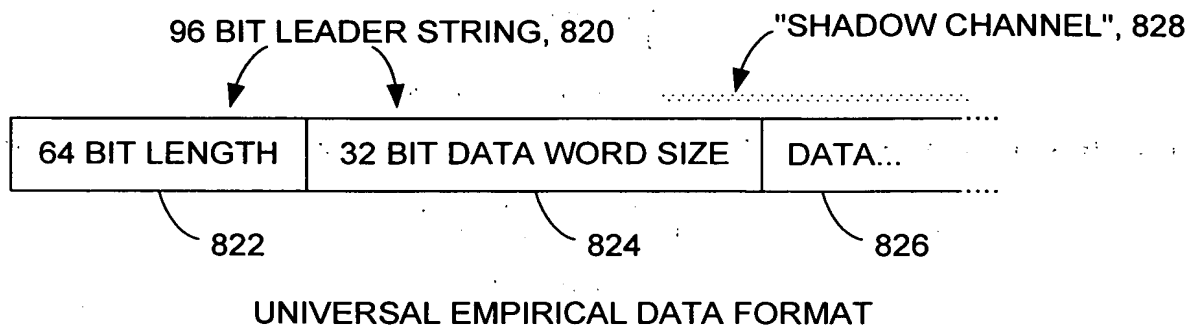 96 BIT LEADER STRING, 820
"SHADOW CHANNEL", 828
64 BIT LENGTH
32 BIT DATA WORD SIZE
DATA...
822
824
826
UNIVERSAL EMPIRICAL DATA FORMAT